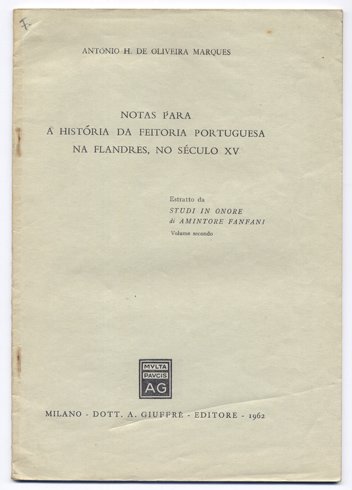 ANTÓNIO H. DE OLIVEIRA MARQUES
NOTAS PARA
A HISTÓRIA DA FEITORIA PORTUGUESA
NA FLANDRES, NO SÉCULO XV
Estratto da
STUDI IN ONORE
di AMINTORE FANFANI
Volume secondo
MVLTA
PAVCIS
AG
MILANO - DOTT. A. GIUFFRÈ - EDITORE - 1962